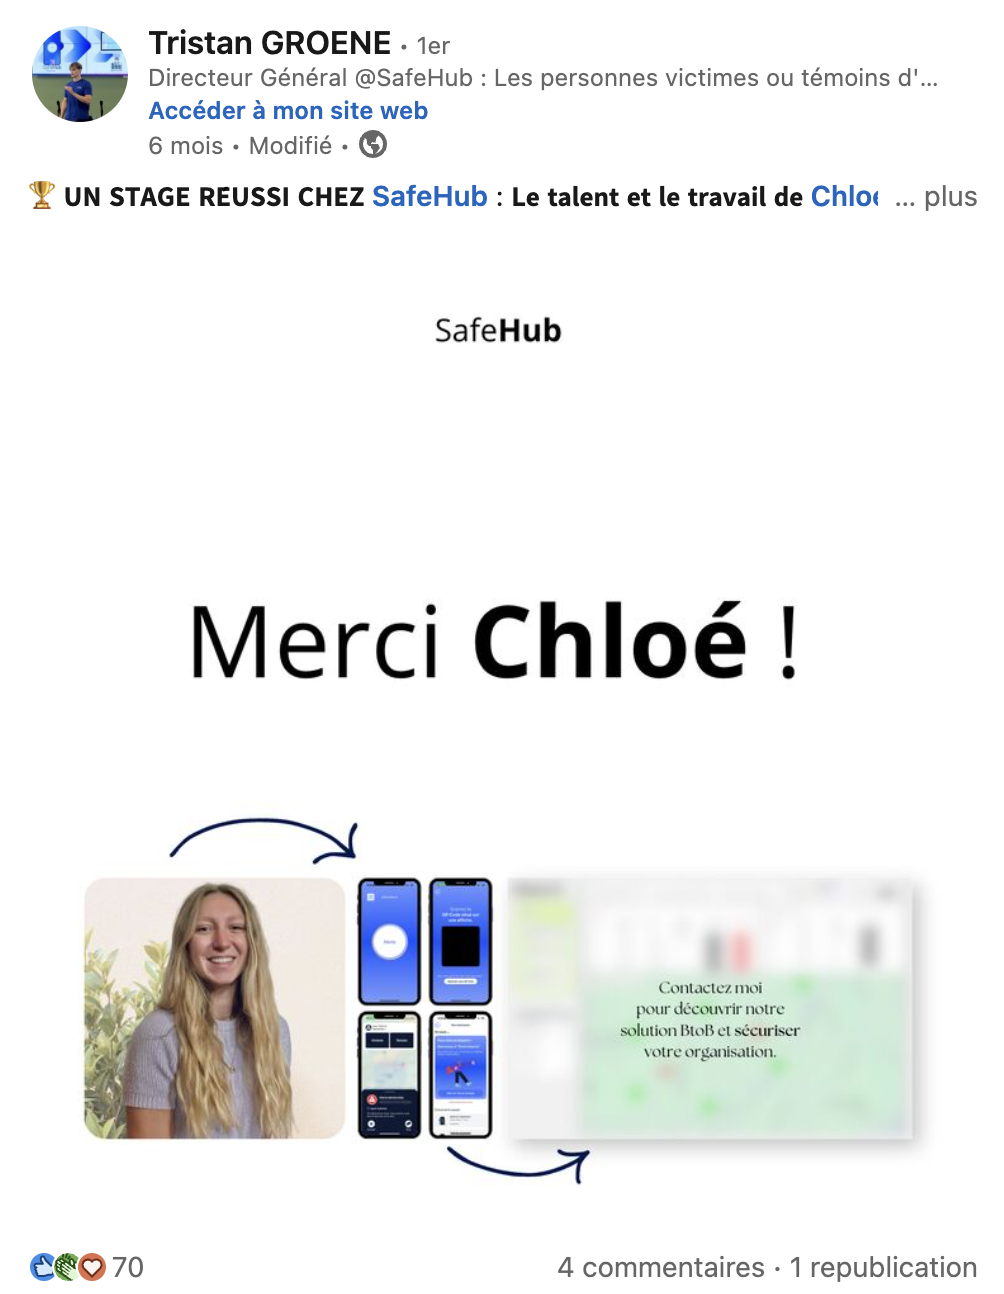 Tristan GROENE • 1er
Directeur Général @SafeHub : Les personnes victimes ou témoins d'...
Accéder à mon site web
6 mois • Modifié •
🏆 UN STAGE REUSSI CHEZ SafeHub : Le talent et le travail de Chloé ... plus
SafeHub
Merci Chloé !
Alerte
Contactez moi
pour découvrir notre
solution BtoB et sécuriser
votre organisation.
70
4 commentaires · 1 republication